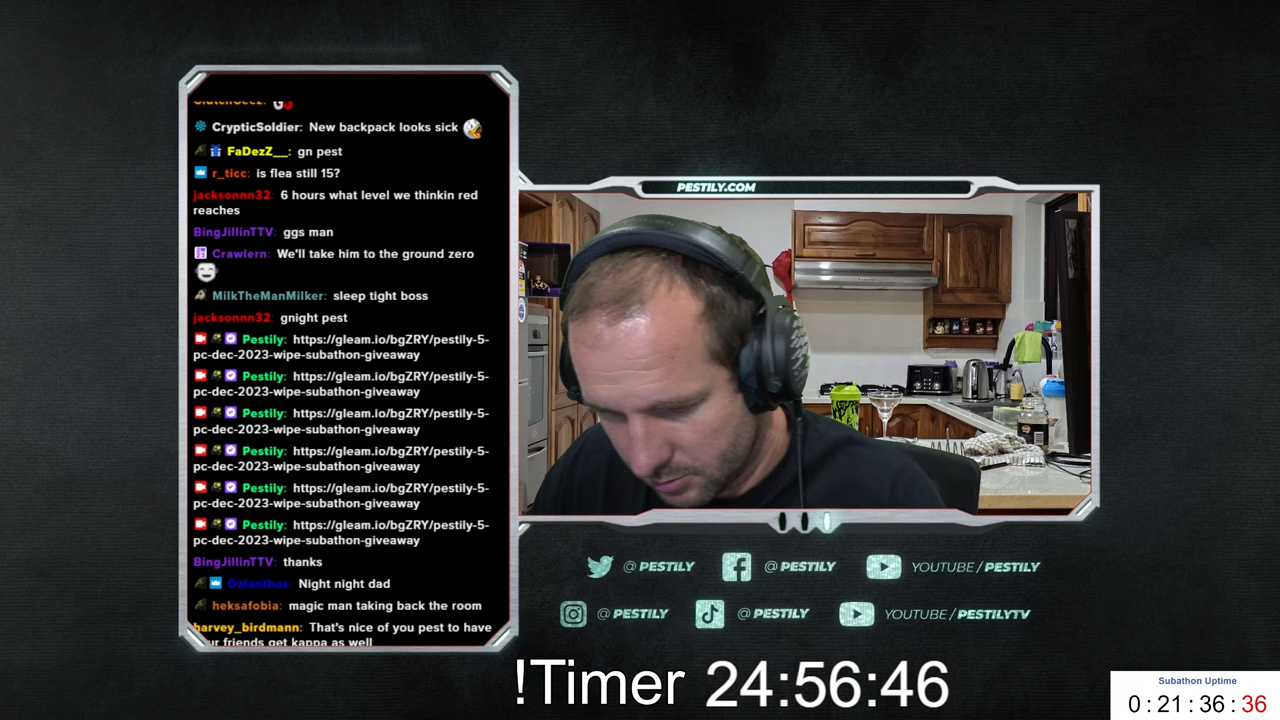 CrypticSoldier: New backpack looks sick
FaDezZ__: gn pest
r_ticc: is flea still 15?
jacksonnn32: 6 hours what level we thinkin red
reaches
BingJillinTTV: ggs man
Crawlern: We'll take him to the ground zero
MilkTheManMilker: sleep tight boss
jacksonnn32: gnight pest
Pestily: https://gleam.io/bgZRY/pestily-5-
pc-dec-2023-wipe-subathon-giveaway
Pestily: https://gleam.io/bgZRY/pestily-5-
pc-dec-2023-wipe-subathon-giveaway
Pestily: https://gleam.io/bgZRY/pestily-5-
pc-dec-2023-wipe-subathon-giveaway
Pestily: https://gleam.io/bgZRY/pestily-5-
pc-dec-2023-wipe-subathon-giveaway
Pestily: https://gleam.io/bgZRY/pestily-5-
pc-dec-2023-wipe-subathon-giveaway
Pestily: https://gleam.io/bgZRY/pestily-5-
pc-dec-2023-wipe-subathon-giveaway
BingJillinTTV: thanks
Ozlanthos: Night night dad
heksafobia: magic man taking back the room
harvey_birdmann: That's nice of you pest to have
ur friends get kappa as well
PESTILY.COM
@PESTILY
@PESTILY
YOUTUBE/PESTILY
@PESTILY
@PESTILY
YOUTUBE/PESTILYTV
!Timer 24:56:46
Subathon Uptime
0:21:36:36